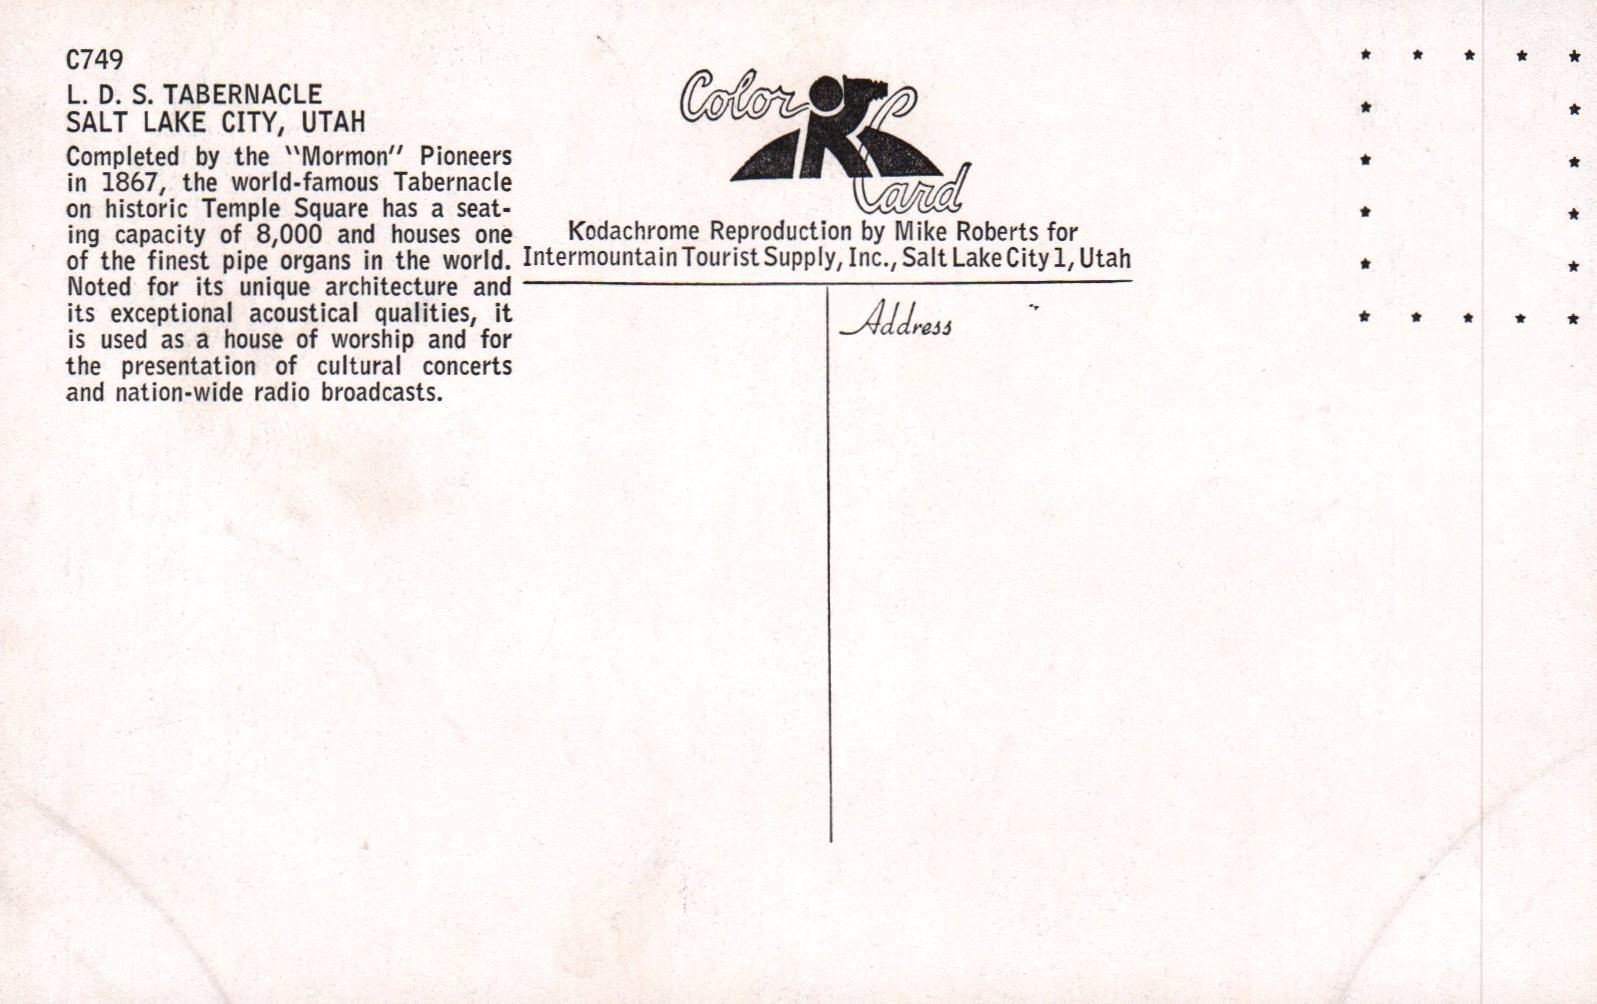 C749
L. D. S. TABERNACLE
SALT LAKE CITY, UTAH
Completed by the "Mormon" Pioneers
in 1867, the world-famous Tabernacle
on historic Temple Square has a seat-
ing capacity of 8,000 and houses one
of the finest pipe organs in the world.
Noted for its unique architecture and
its exceptional acoustical qualities, it
is used as a house of worship and for
the presentation of cultural concerts
and nation-wide radio broadcasts.
Color
Card
Kodachrome Reproduction by Mike Roberts for
Intermountain Tourist Supply, Inc., Salt Lake City 1, Utah
Address